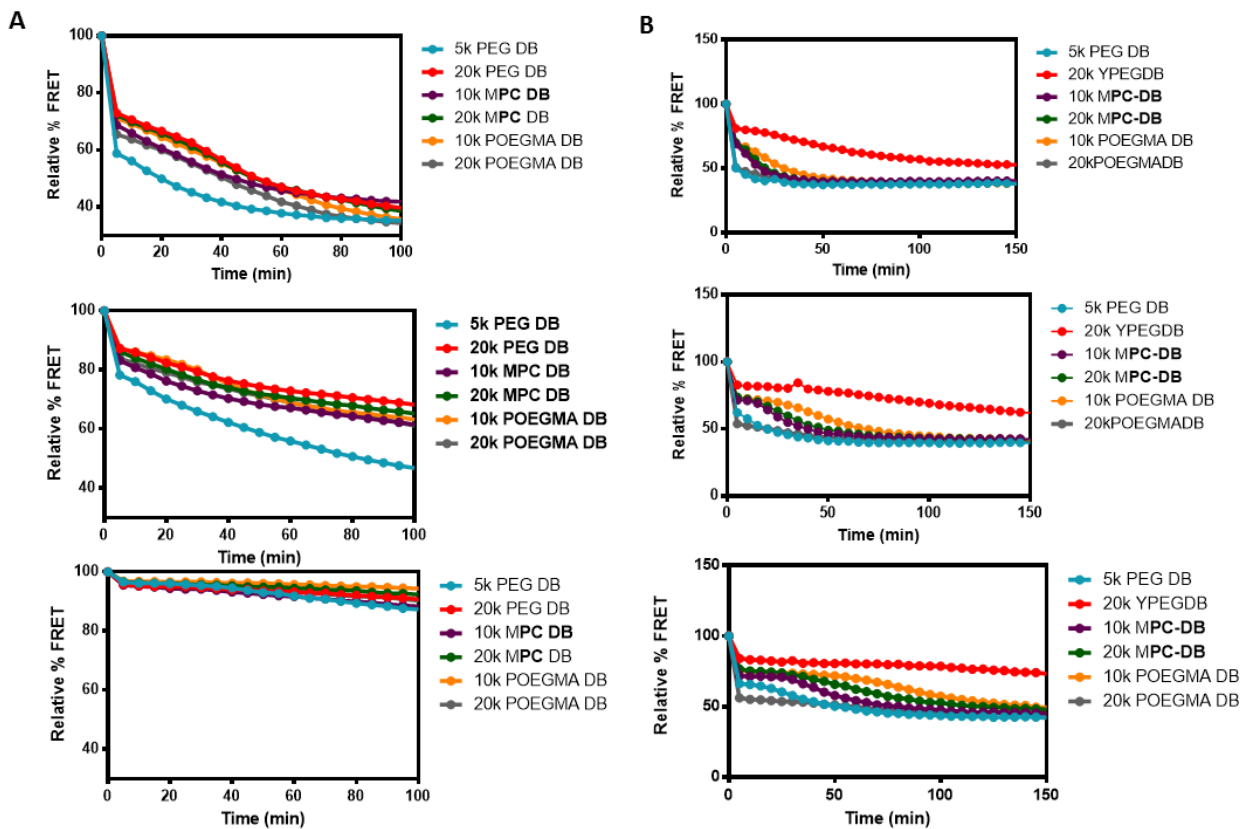 A
Relative % FRET
100
80
60
40
0
20
40
60
80
100
Time (min)
5k PEG DB
20k PEG DB
10k MPC DB
20k MPC DB
10k POEGMA DB
20k POEGMA DB
B
Relative % FRET
150
100
50
0
0
50
100
150
Time (min)
5k PEG DB
20k YPEGDB
10k MPC-DB
20k MPC-DB
10k POEGMA DB
20kPOEGMADB
Relative % FRET
100
80
60
40
0
20
40
60
80
100
Time (min)
5k PEG DB
20k PEG DB
10k MPC DB
20k MPC DB
10k POEGMA DB
20k POEGMA DB
Relative % FRET
150
100
50
0
0
50
100
150
Time (min)
5k PEG DB
20k YPEGDB
10k MPC-DB
20k MPC-DB
10k POEGMA DB
20kPOEGMADB
Relative % FRET
100
80
60
40
0
20
40
60
80
100
Time (min)
5k PEG DB
20k PEG DB
10k MPC DB
20k MPC DB
10k POEGMA DB
20k POEGMA DB
Relative % FRET
150
100
50
0
0
50
100
150
Time (min)
5k PEG DB
20k YPEGDB
10k MPC-DB
20k MPC-DB
10k POEGMA DB
20k POEGMA DB